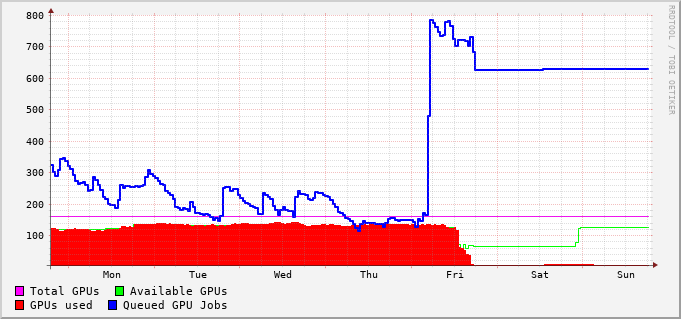 800
700
600
500
400
300
200
100
Mon Tue Wed Thu Fri Sat Sun
Total GPUs Available GPUs
GPUs used Queued GPU Jobs
RRDTOOL / TOBI OETIKER